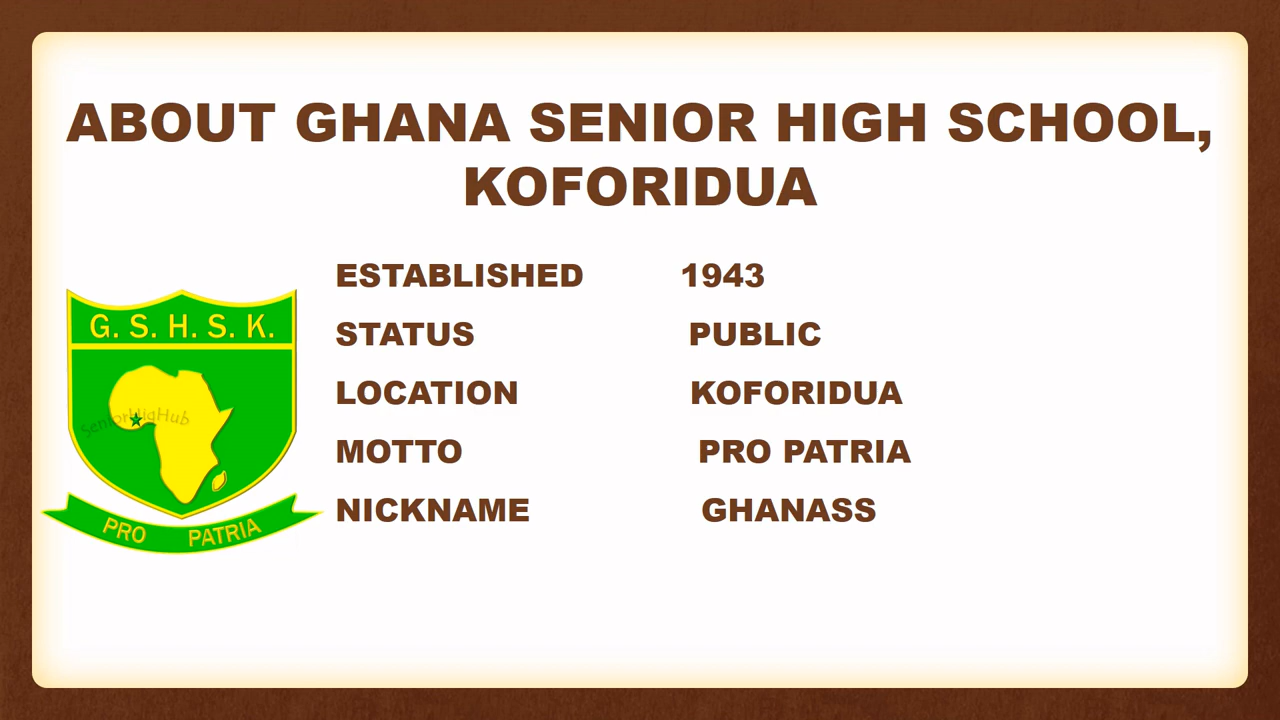 ABOUT GHANA SENIOR HIGH SCHOOL,
KOFORIDUA
ESTABLISHED 1943
STATUS PUBLIC
LOCATION KOFORIDUA
MOTTO PRO PATRIA
NICKNAME GHANASS
G. S. H. S. K.
SeniorHigHub
PRO PATRIA